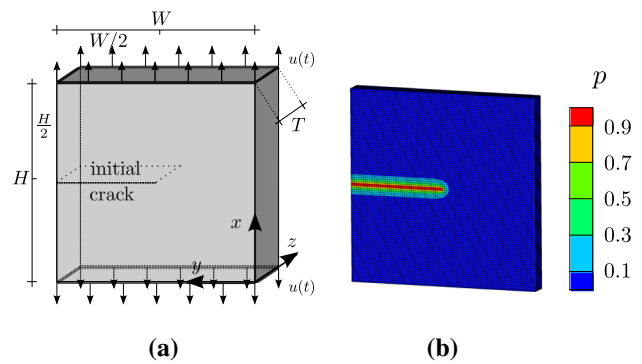 W
W/2
u(t)
H/2
T
H
initial
crack
x
z
y
u(t)
(a)
p
0.9
0.7
0.5
0.3
0.1
(b)